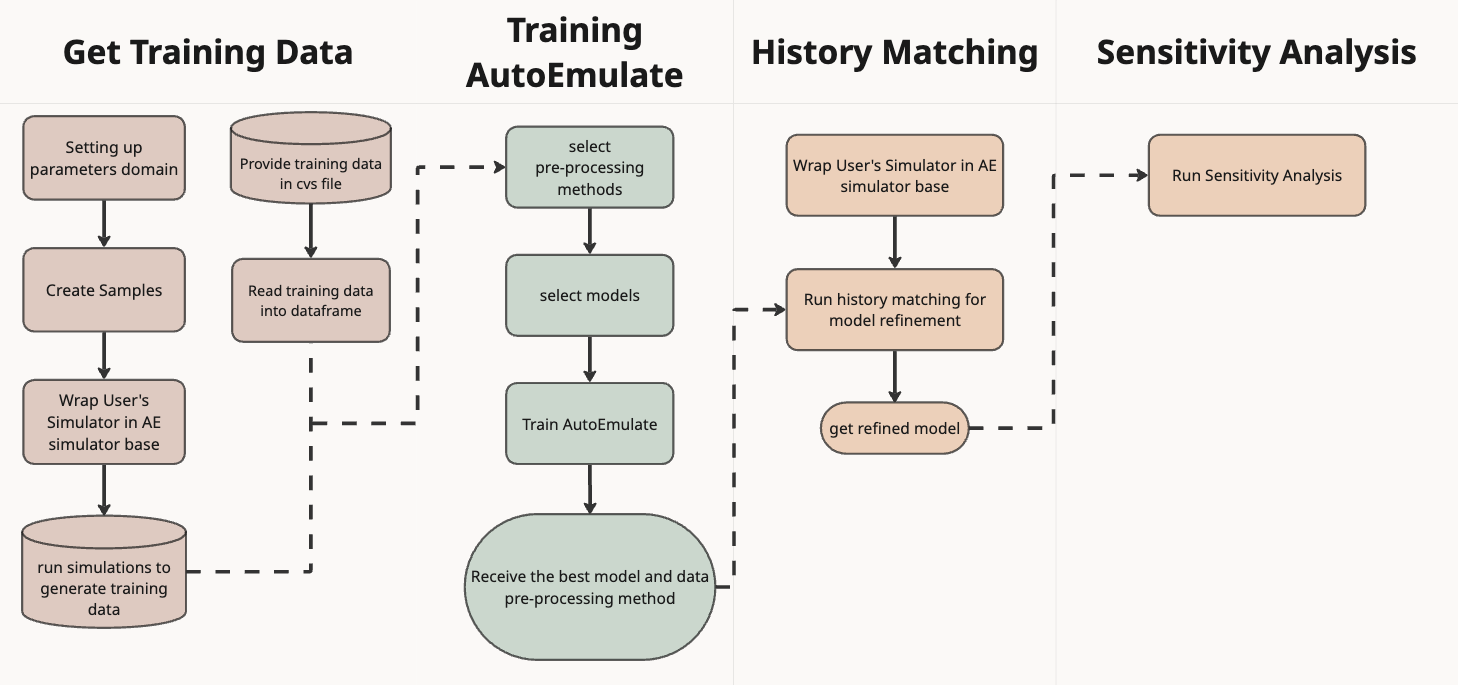 Get Training Data
Training
AutoEmulate
History Matching
Sensitivity Analysis
Setting up
parameters domain
Create Samples
Wrap User's
Simulator in AE
simulator base
run simulations to
generate training
data
Provide training data
in cvs file
Read training data
into dataframe
select
pre-processing
methods
select models
Train AutoEmulate
Receive the best model and data
pre-processing method
Wrap User's Simulator in AE
simulator base
Run history matching for
model refinement
get refined model
Run Sensitivity Analysis